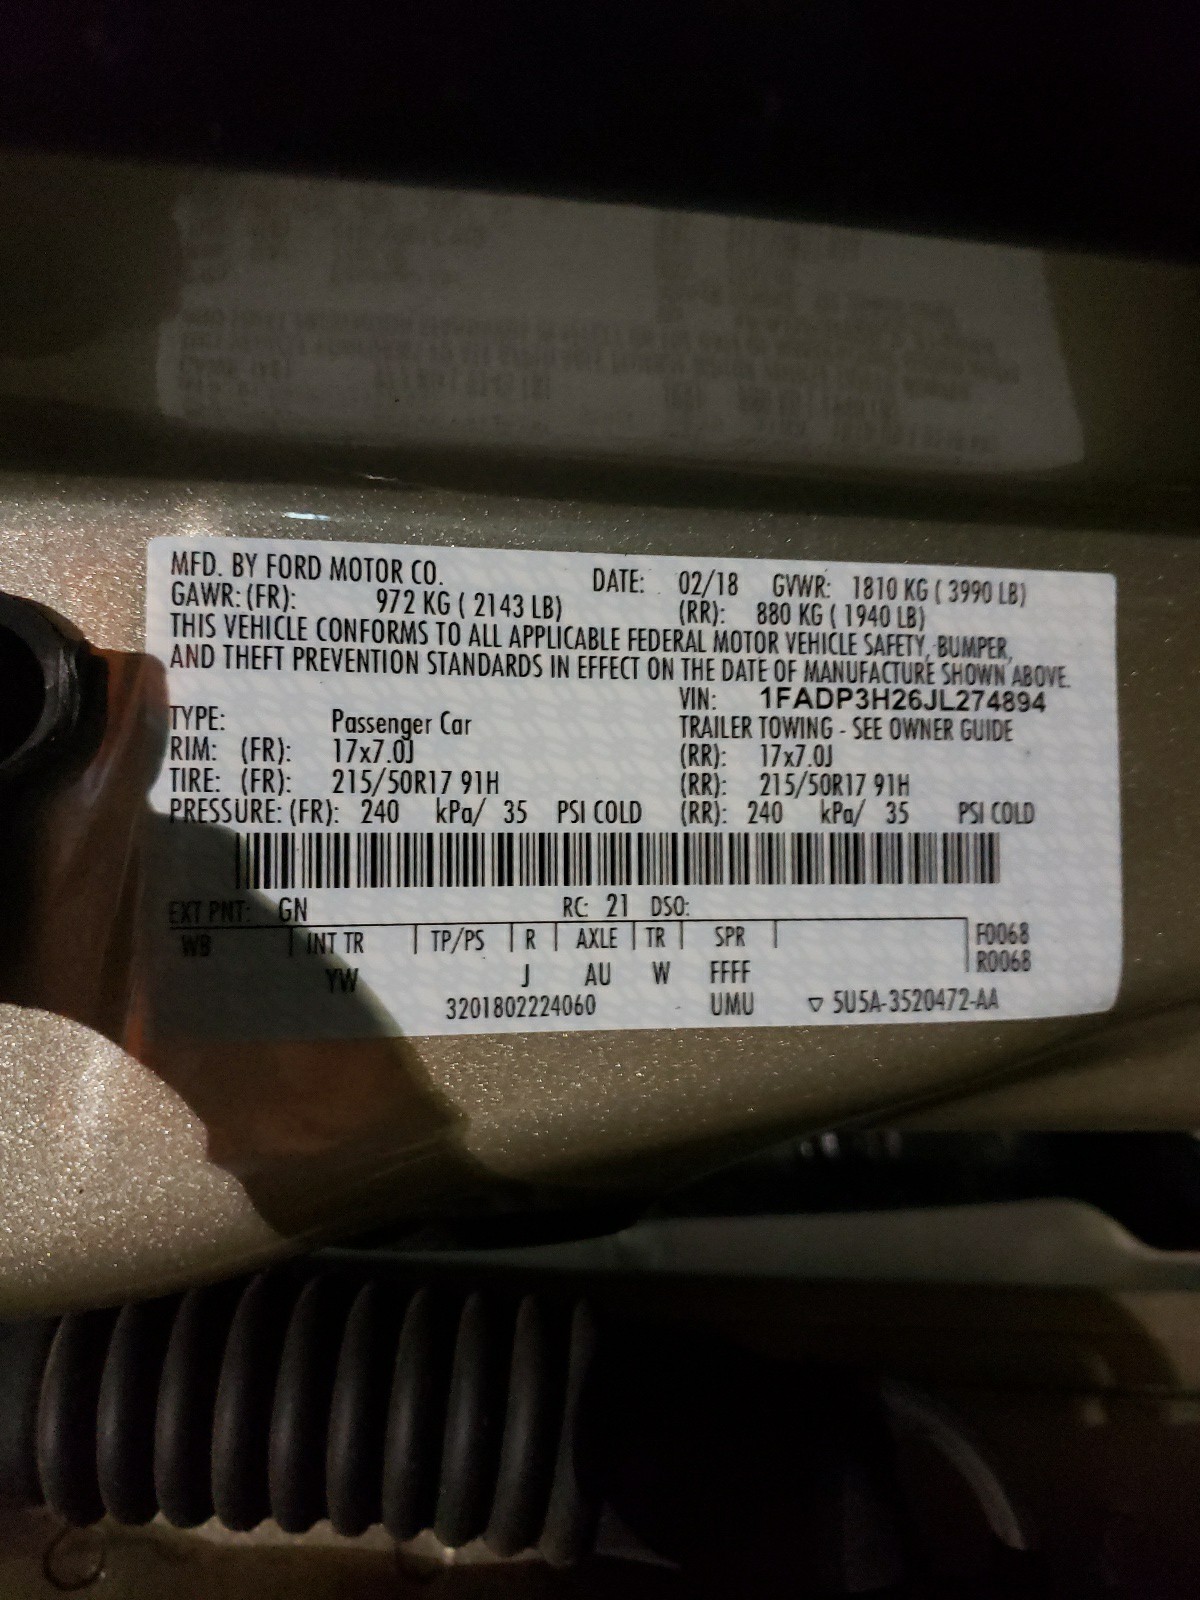 MFD. BY FORD MOTOR CO. DATE: 02/18 GVWR: 1810 KG ( 3990 LB)
GAWR: (FR): 972 KG ( 2143 LB) (RR): 880 KG ( 1940 LB)
THIS VEHICLE CONFORMS TO ALL APPLICABLE FEDERAL MOTOR VEHICLE SAFETY, BUMPER,
AND THEFT PREVENTION STANDARDS IN EFFECT ON THE DATE OF MANUFACTURE SHOWN ABOVE.
VIN: 1FADP3H26JL274894
TYPE: Passenger Car TRAILER TOWING - SEE OWNER GUIDE
RIM: (FR): 17x7.0J (RR): 17x7.0J
TIRE: (FR): 215/50R17 91H (RR): 215/50R17 91H
PRESSURE: (FR): 240 kPa/ 35 PSI COLD (RR): 240 kPa/ 35 PSI COLD
EXT PNT: GN RC: 21 DSO:
WB INT TR TP/PS R AXLE TR SPR F0068
R0068
YW J AU W FFFF
3201802224060 UMU ▽ 5U5A-3520472-AA